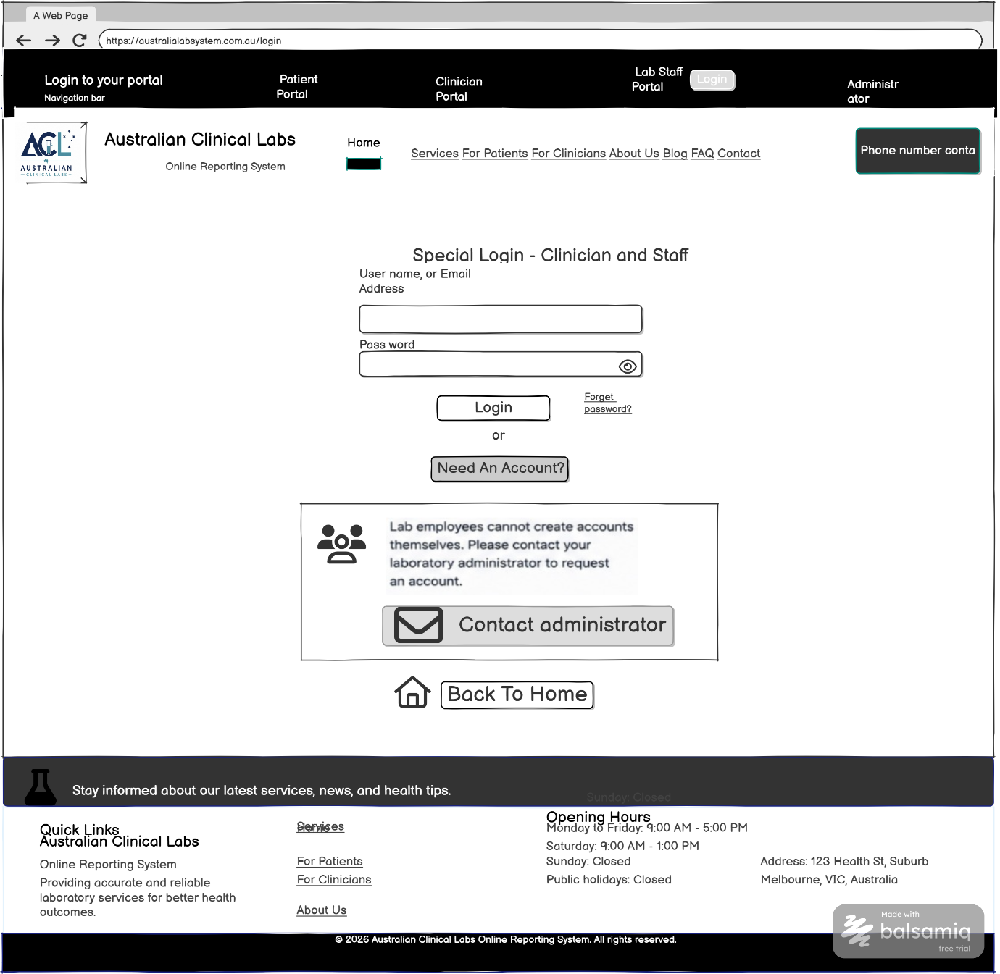 A Web Page
https://australialabsystem.com.au/login
Login to your portal
Navigation bar
Patient
Portal
Clinician
Portal
Lab Staff
Portal
Login
Administr
ator
ACL
AUSTRALIAN
CLINICAL LABS
Australian Clinical Labs
Online Reporting System
Home
Services For Patients For Clinicians About Us Blog FAQ Contact
Phone number conta
Special Login - Clinician and Staff
User name, or Email
Address
Pass word
Login
Forget
password?
or
Need An Account?
Lab employees cannot create accounts
themselves. Please contact your
laboratory administrator to request
an account.
Contact administrator
Back To Home
Stay informed about our latest services, news, and health tips.
Sunday: Closed
Quick Links
Australian Clinical Labs
Online Reporting System
Providing accurate and reliable
laboratory services for better health
outcomes.
Services
Home
For Patients
For Clinicians
About Us
Opening Hours
Monday to Friday: 9:00 AM - 5:00 PM
Saturday: 9:00 AM - 1:00 PM
Sunday: Closed
Public holidays: Closed
Address: 123 Health St, Suburb
Melbourne, VIC, Australia
Made with
balsamiq
free trial
© 2026 Australian Clinical Labs Online Reporting System. All rights reserved.